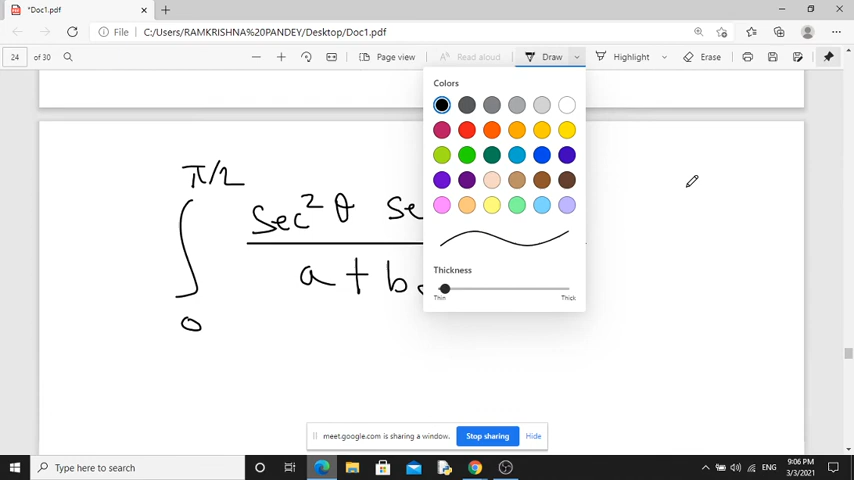 *Doc1.pdf
File
C:/Users/RAMKRISHNA%20PANDEY/Desktop/Doc1.pdf
24 of 30
Page view
Read aloud
Draw
Highlight
Erase
Colors
Thickness
Thin
Thick
π/2
∫
sec² θ se
a + b
0
meet.google.com is sharing a window.
Stop sharing
Hide
Type here to search
ENG
9:06 PM
3/3/2021